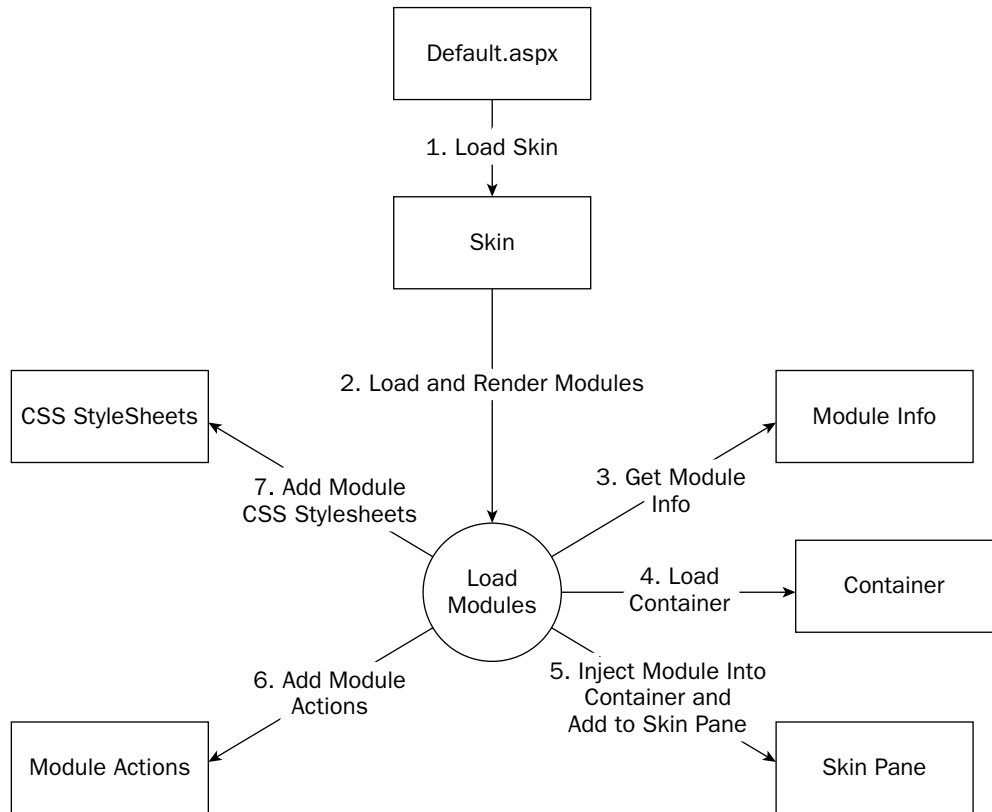 Default.aspx
1. Load Skin
Skin
2. Load and Render Modules
CSS StyleSheets
Module Info
7. Add Module
CSS Stylesheets
3. Get Module
Info
Load
Modules
4. Load
Container
Container
6. Add Module
Actions
5. Inject Module Into
Container and
Add to Skin Pane
Module Actions
Skin Pane